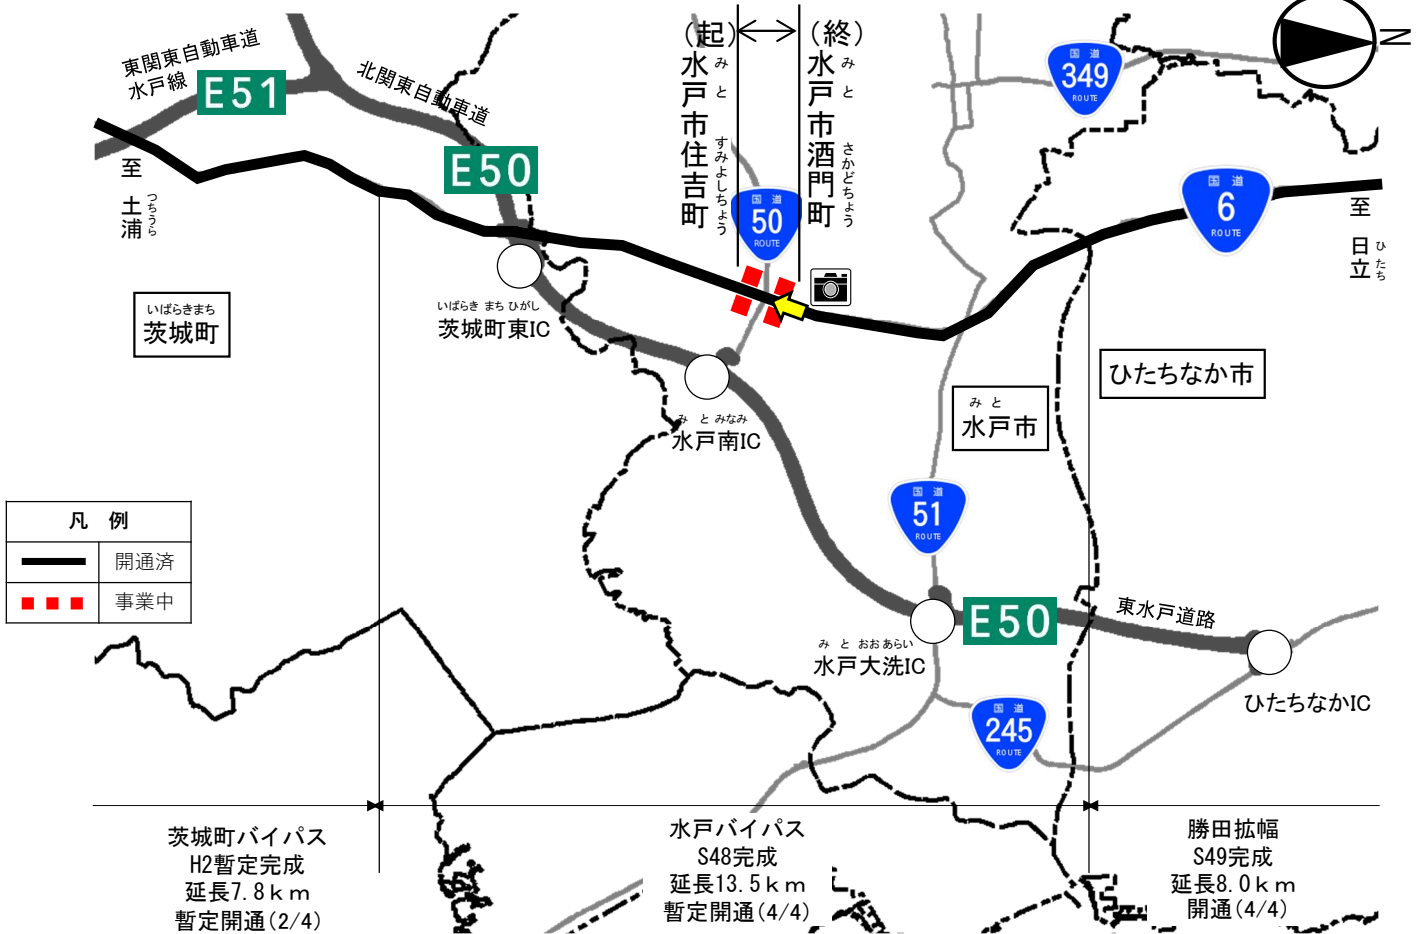 東関東自動車道
水戸線
E51
北関東自動車道
E50
至
土浦
つちうら
(起)
水戸市住吉町
みと
すみよしちょう
(終)
水戸市酒門町
みと
さかどちょう
国道
50
ROUTE
国道
349
ROUTE
国道
6
ROUTE
N
至
日立
ひたち
いばらきまち
茨城町
いばらき まち ひがし
茨城町東IC
み と みなみ
水戸南IC
みと
水戸市
ひたちなか市
国道
51
ROUTE
凡 例
開通済
事業中
E50
東水戸道路
み と おおあらい
水戸大洗IC
ひたちなかIC
国道
245
ROUTE
茨城町バイパス
H2暫定完成
延長7.8km
暫定開通(2/4)
水戸バイパス
S48完成
延長13.5km
暫定開通(4/4)
勝田拡幅
S49完成
延長8.0km
開通(4/4)